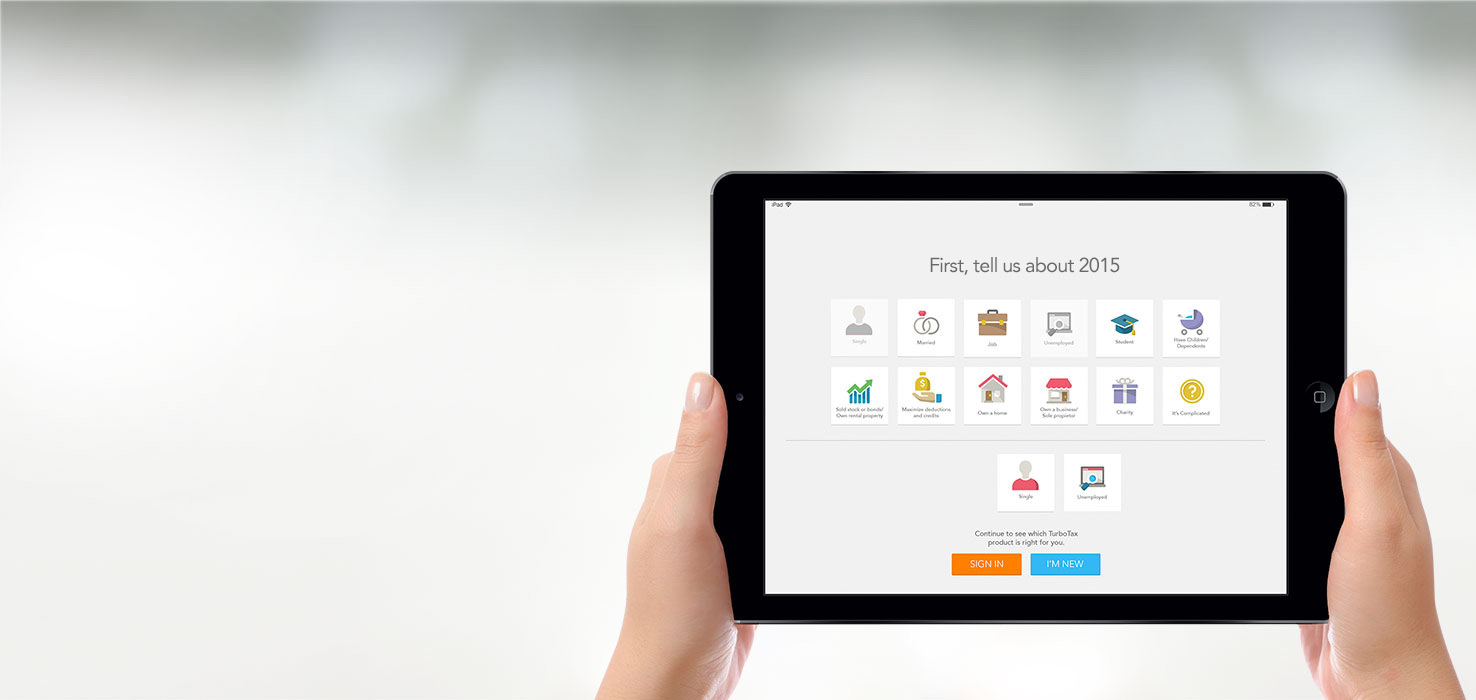 iPad
82%
First, tell us about 2015
Single
Married
Job
Unemployed
Student
Have Children/
Dependents
Sold stock or bonds/
Own rental property
Maximize deductions
and credits
Own a home
Own a business/
Sole propietor
Charity
It's Complicated
Single
Unemployed
Continue to see which TurboTax
product is right for you.
SIGN IN
I'M NEW